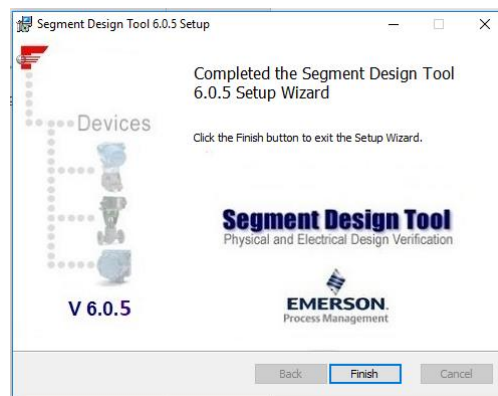 Segment Design Tool 6.0.5 Setup
Devices
V 6.0.5
Completed the Segment Design Tool
6.0.5 Setup Wizard
Click the Finish button to exit the Setup Wizard.
Segment Design Tool
Physical and Electrical Design Verification
EMERSON.
Process Management
Back
Finish
Cancel